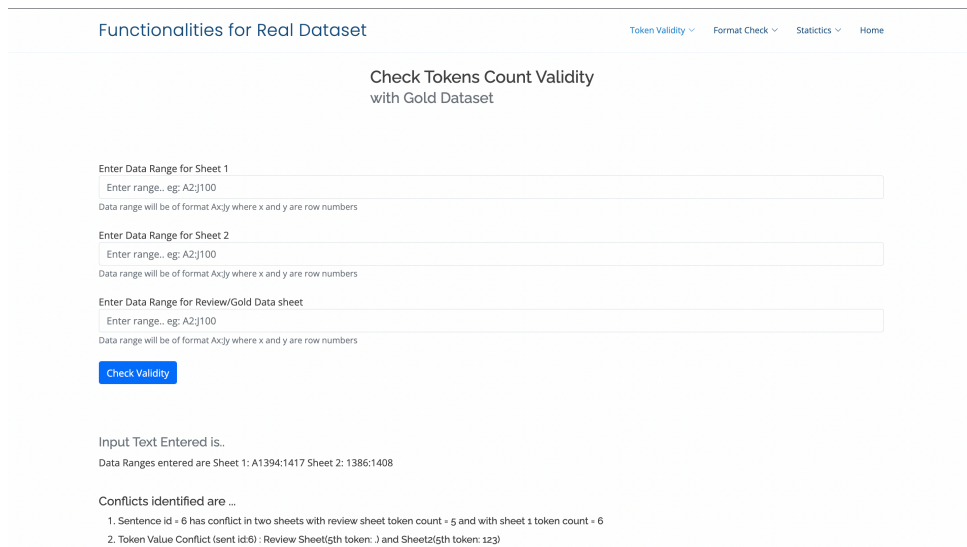 Functionalities for Real Dataset
Token Validity Format Check Statictics Home
Check Tokens Count Validity
with Gold Dataset
Enter Data Range for Sheet 1
Enter range.. eg: A2:J100
Data range will be of format Ax:Jy where x and y are row numbers
Enter Data Range for Sheet 2
Enter range.. eg: A2:J100
Data range will be of format Ax:Jy where x and y are row numbers
Enter Data Range for Review/Gold Data sheet
Enter range.. eg: A2:J100
Data range will be of format Ax:Jy where x and y are row numbers
Check Validity
Input Text Entered is..
Data Ranges entered are Sheet 1: A1394:1417 Sheet 2: 1386:1408
Conflicts identified are ...
1. Sentence id = 6 has conflict in two sheets with review sheet token count = 5 and with sheet 1 token count = 6
2. Token Value Conflict (sent id:6) : Review Sheet(5th token: .) and Sheet2(5th token: 123)